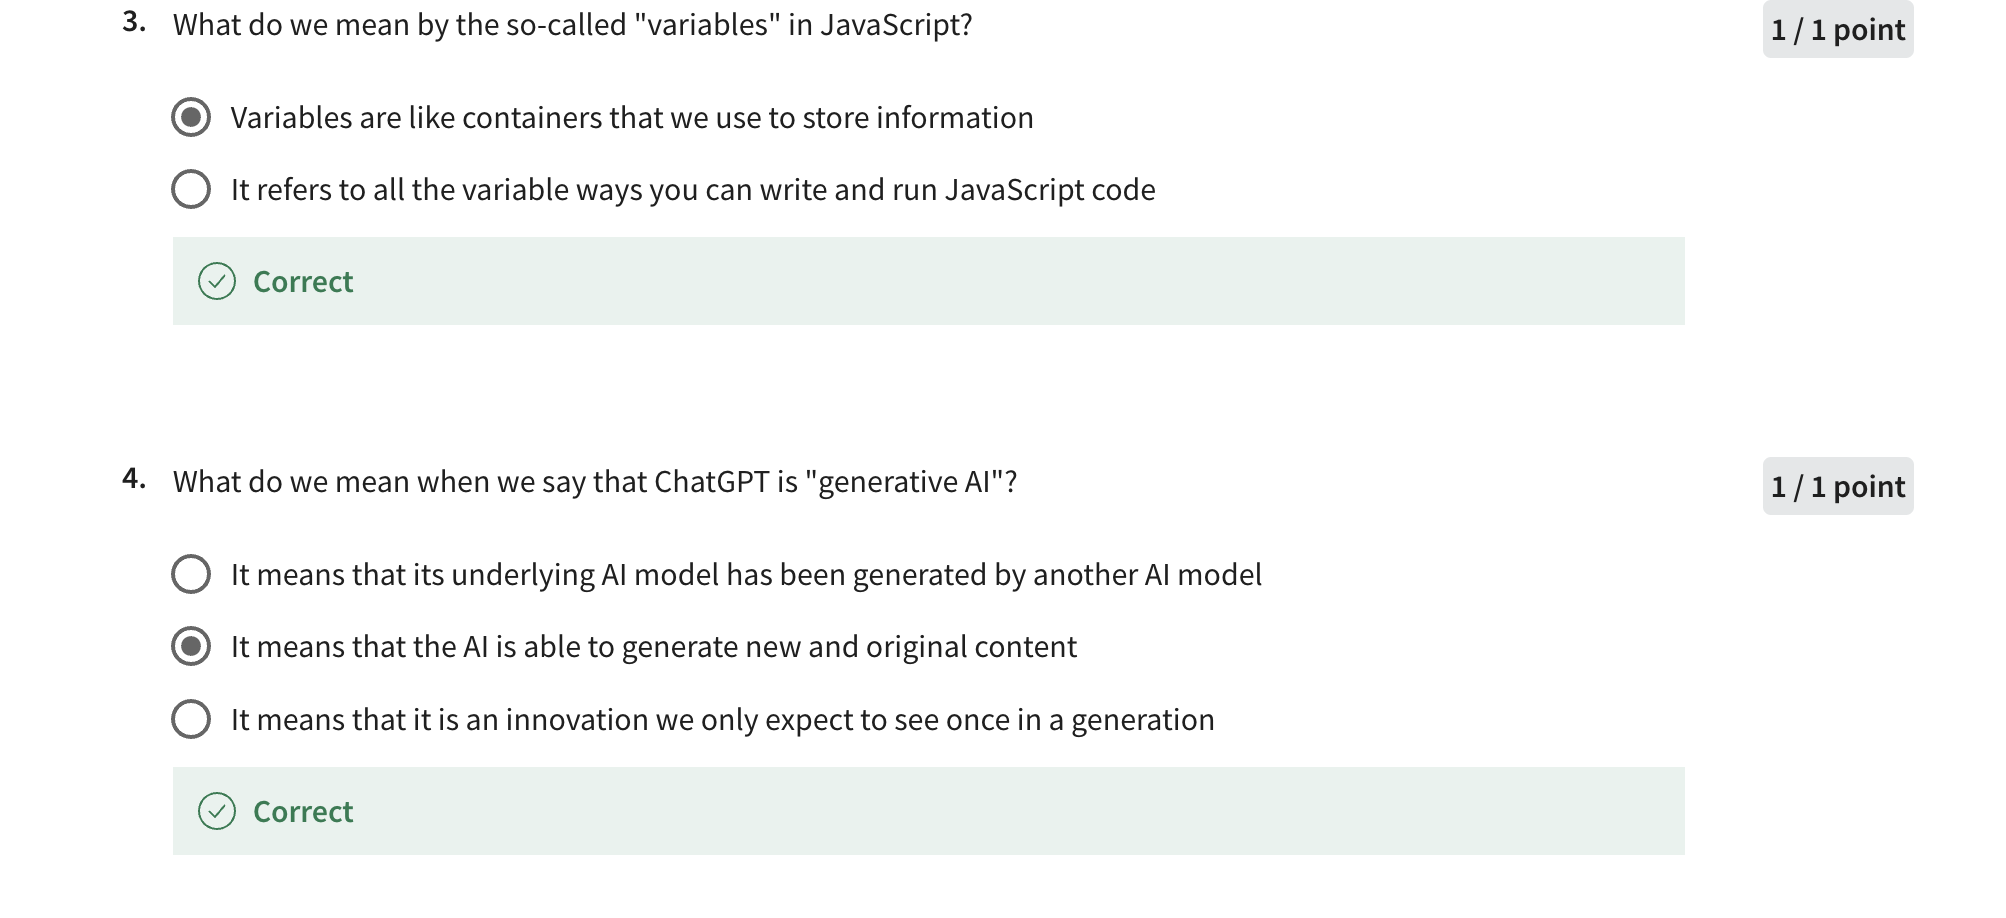 3. What do we mean by the so-called "variables" in JavaScript?
1 / 1 point
Variables are like containers that we use to store information
It refers to all the variable ways you can write and run JavaScript code
Correct
4. What do we mean when we say that ChatGPT is "generative AI"?
1 / 1 point
It means that its underlying AI model has been generated by another AI model
It means that the AI is able to generate new and original content
It means that it is an innovation we only expect to see once in a generation
Correct